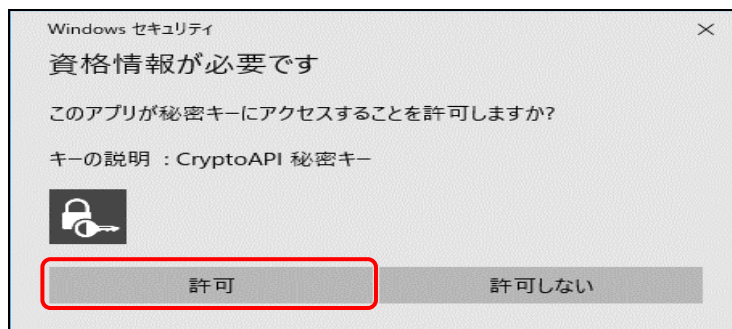 Windows セキュリティ
資格情報が必要です
このアプリが秘密キーにアクセスすることを許可しますか?
キーの説明 : CryptoAPI 秘密キー
許可
許可しない